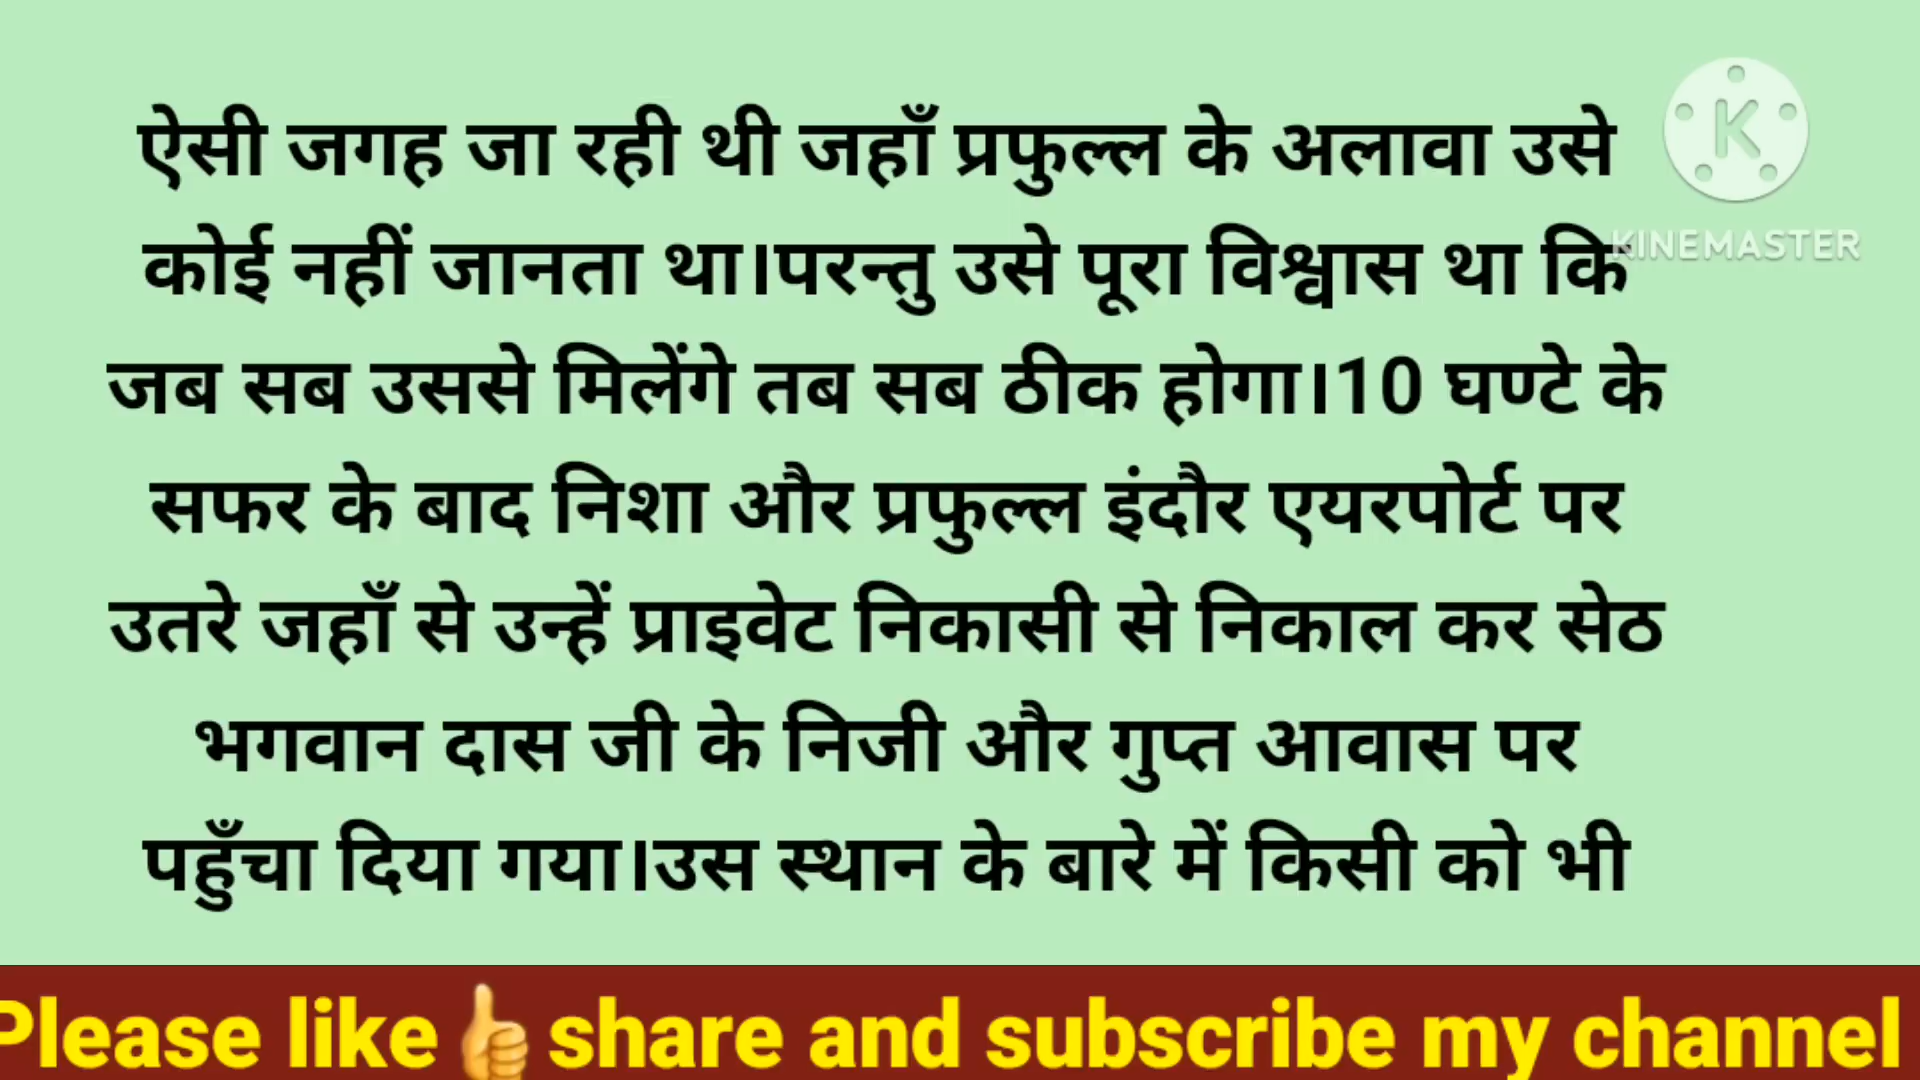 ऐसी जगह जा रही थी जहाँ प्रफुल्ल के अलावा उसे
कोई नहीं जानता था।परन्तु उसे पूरा विश्वास था कि
जब सब उससे मिलेंगे तब सब ठीक होगा।10 घण्टे के
सफर के बाद निशा और प्रफुल्ल इंदौर एयरपोर्ट पर
उतरे जहाँ से उन्हें प्राइवेट निकासी से निकाल कर सेठ
भगवान दास जी के निजी और गुप्त आवास पर
पहुँचा दिया गया।उस स्थान के बारे में किसी को भी
K
KINEMASTER
Please like👍share and subscribe my channel